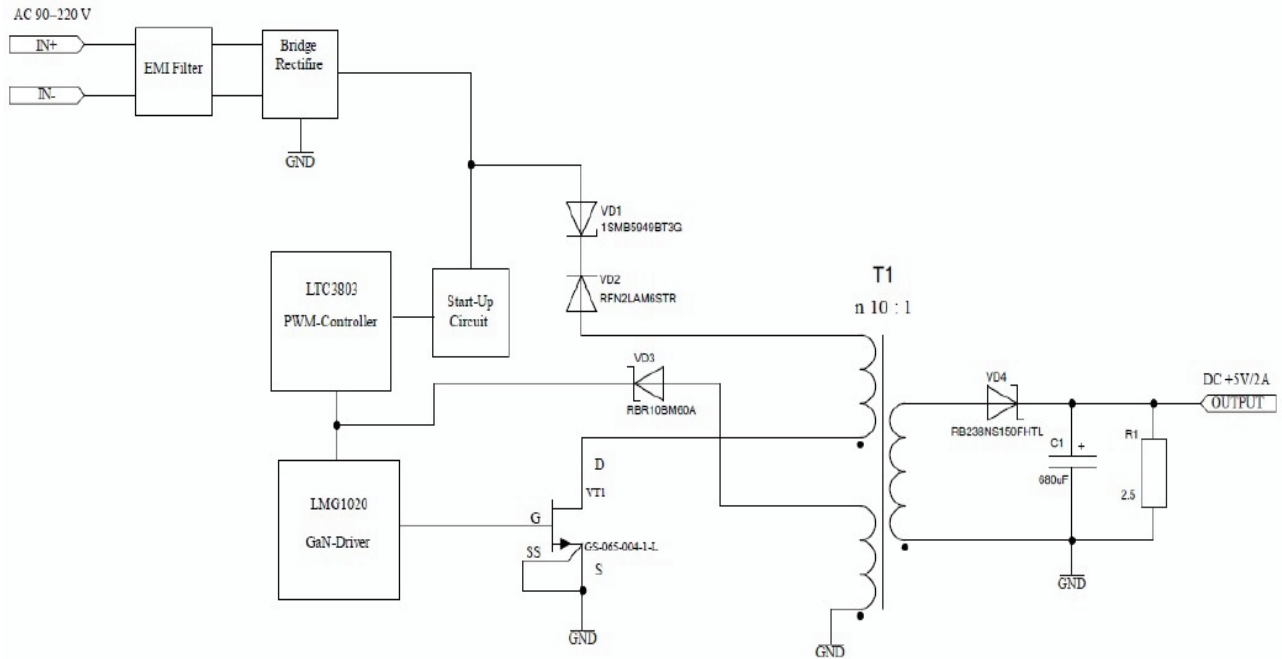 AC 90–220 V
IN+
IN-
EMI Filter
Bridge
Rectifire
GND
VD1
1SMB5949BT3G
VD2
RFN2LAM6STR
LTC3803
PWM-Controller
Start-Up
Circuit
T1
n 10 : 1
VD3
RBR10BM60A
VD4
RB238NS150FHTL
DC +5V/2A
OUTPUT
C1
+
680uF
R1
2.5
GND
LMG1020
GaN-Driver
D
VT1
G
GS-065-004-1-L
SS
S
GND
GND